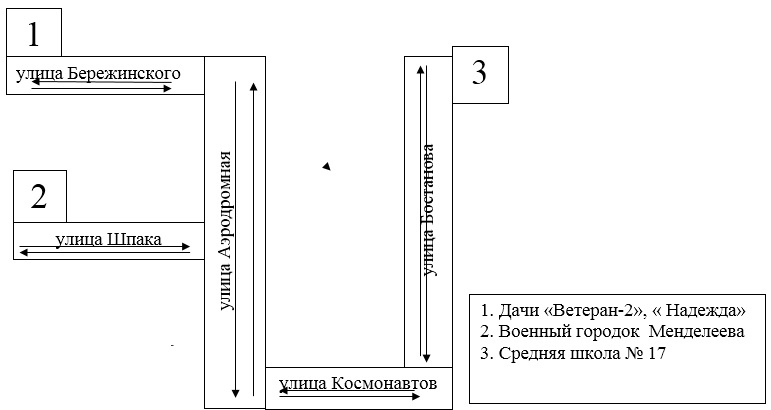 1
улица Бережинского
3
улица Аэродромная
улица Бостанова
2
улица Шпака
1. Дачи «Ветеран-2», « Надежда»
2. Военный городок Менделеева
3. Средняя школа № 17
улица Космонавтов